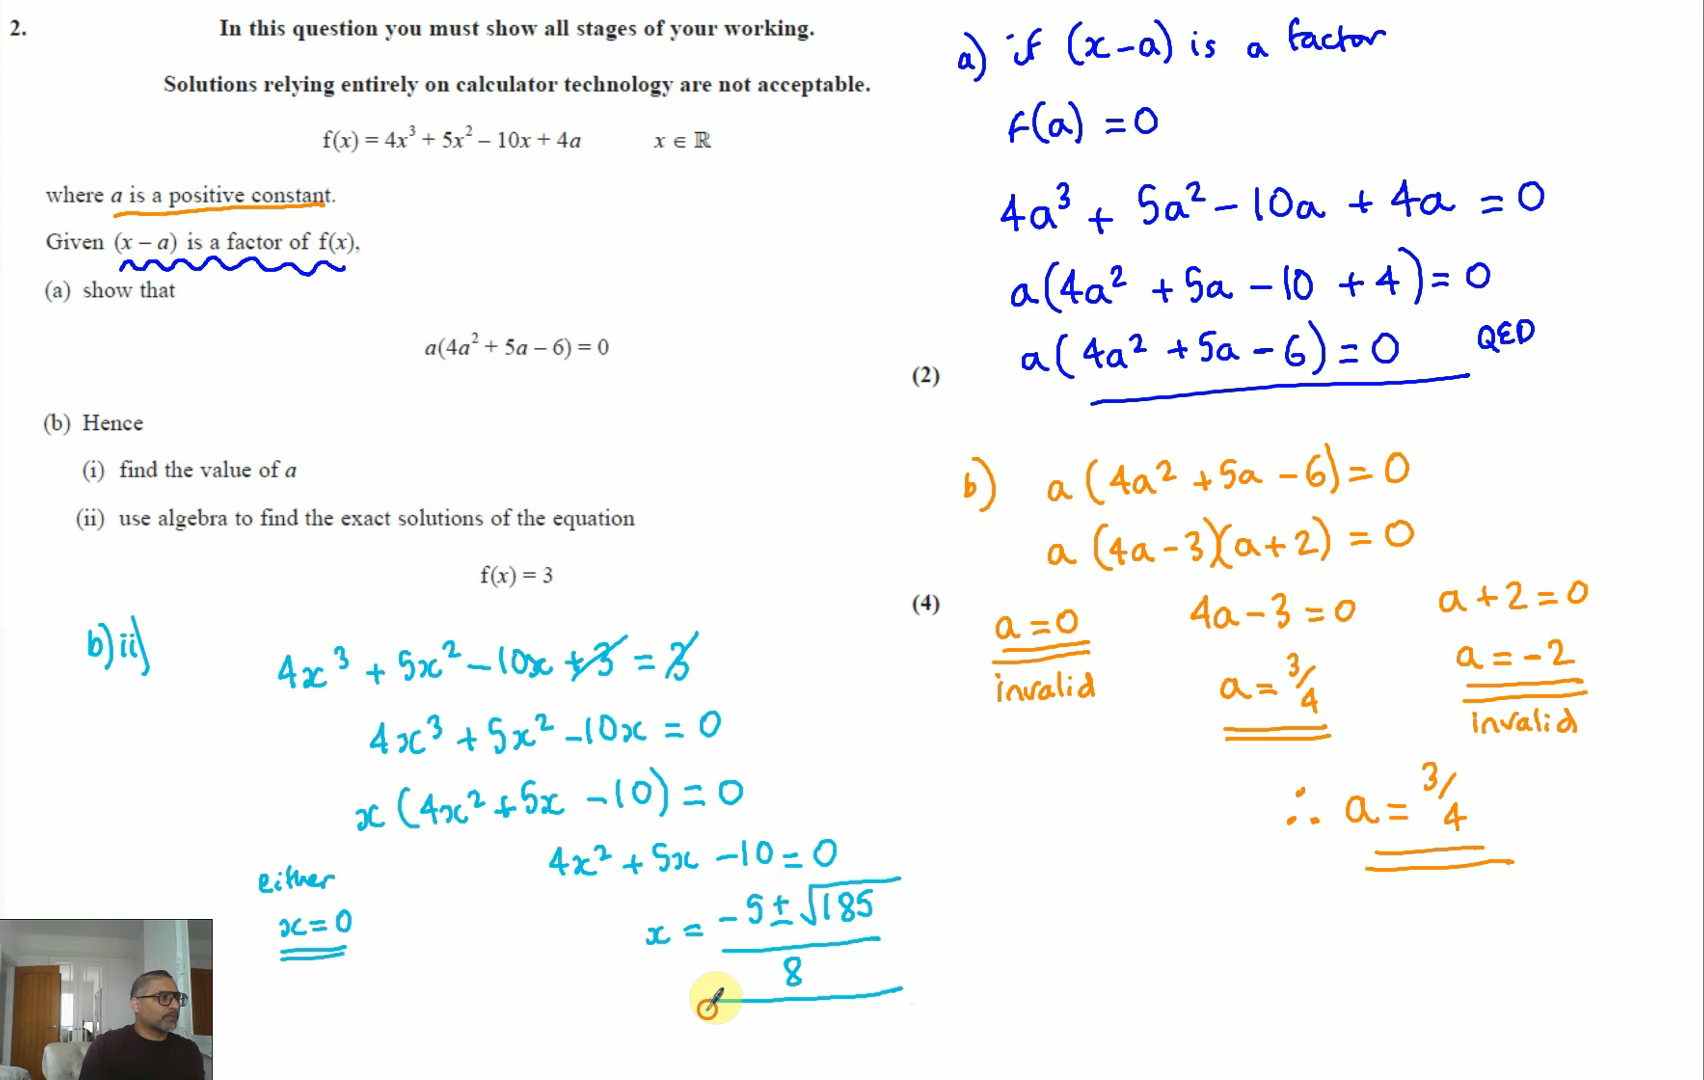 2. In this question you must show all stages of your working.
Solutions relying entirely on calculator technology are not acceptable.
f(x) = 4x³ + 5x² – 10x + 4a x ∈ ℝ
where a is a positive constant.
Given (x – a) is a factor of f(x),
(a) show that
a(4a² + 5a – 6) = 0
(2)
(b) Hence
(i) find the value of a
(ii) use algebra to find the exact solutions of the equation
f(x) = 3
(4)
a) if (x-a) is a factor
f(a) = 0
4a³ + 5a² - 10a + 4a = 0
a(4a² + 5a - 10 + 4) = 0
a(4a² + 5a - 6) = 0 QED
b) a(4a² + 5a - 6) = 0
a(4a - 3)(a + 2) = 0
a = 0 4a - 3 = 0 a + 2 = 0
invalid a = 3/4 a = -2
invalid
∴ a = 3/4
b)ii) 4x³ + 5x² - 10x + 3 = 3
4x³ + 5x² - 10x = 0
x(4x² + 5x - 10) = 0
either 4x² + 5x - 10 = 0
x = 0 x = -5 ± √185
8